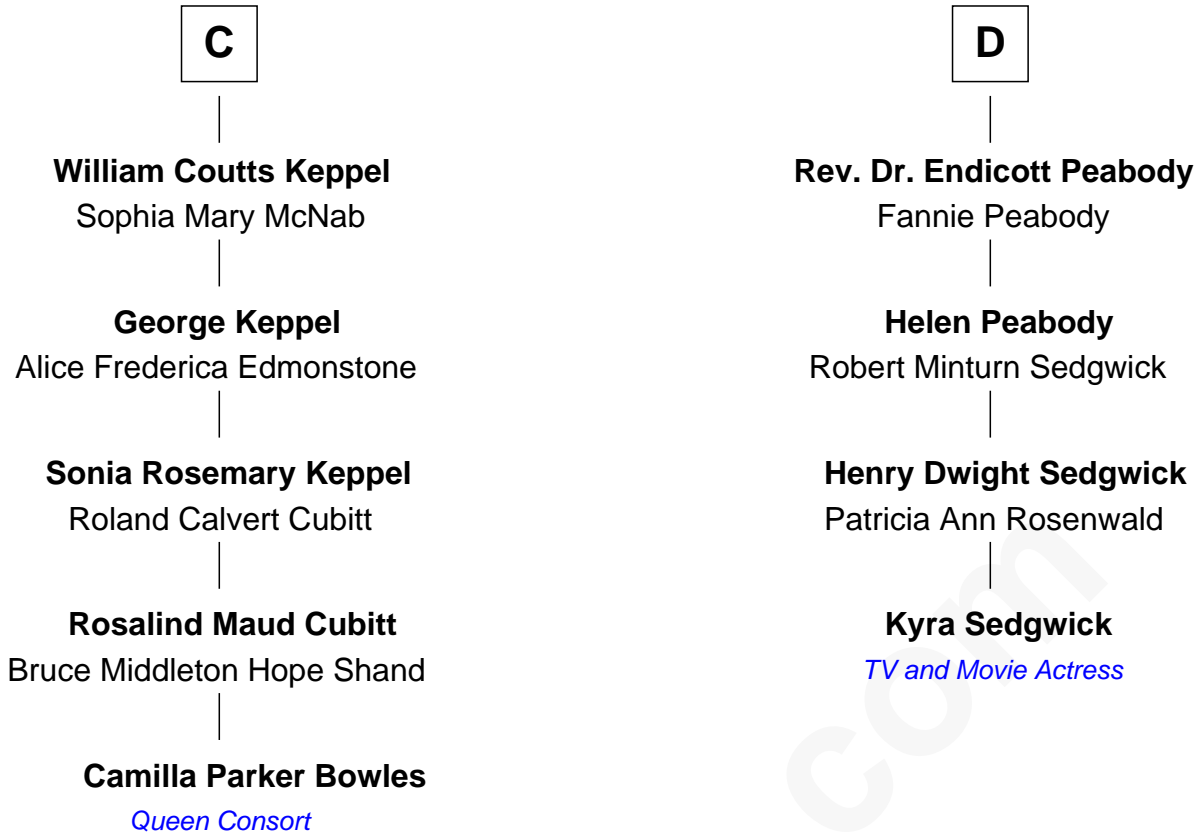 C
William Coutts Keppel
Sophia Mary McNab
George Keppel
Alice Frederica Edmonstone
Sonia Rosemary Keppel
Roland Calvert Cubitt
Rosalind Maud Cubitt
Bruce Middleton Hope Shand
Camilla Parker Bowles
Queen Consort
D
Rev. Dr. Endicott Peabody
Fannie Peabody
Helen Peabody
Robert Minturn Sedgwick
Henry Dwight Sedgwick
Patricia Ann Rosenwald
Kyra Sedgwick
TV and Movie Actress
com